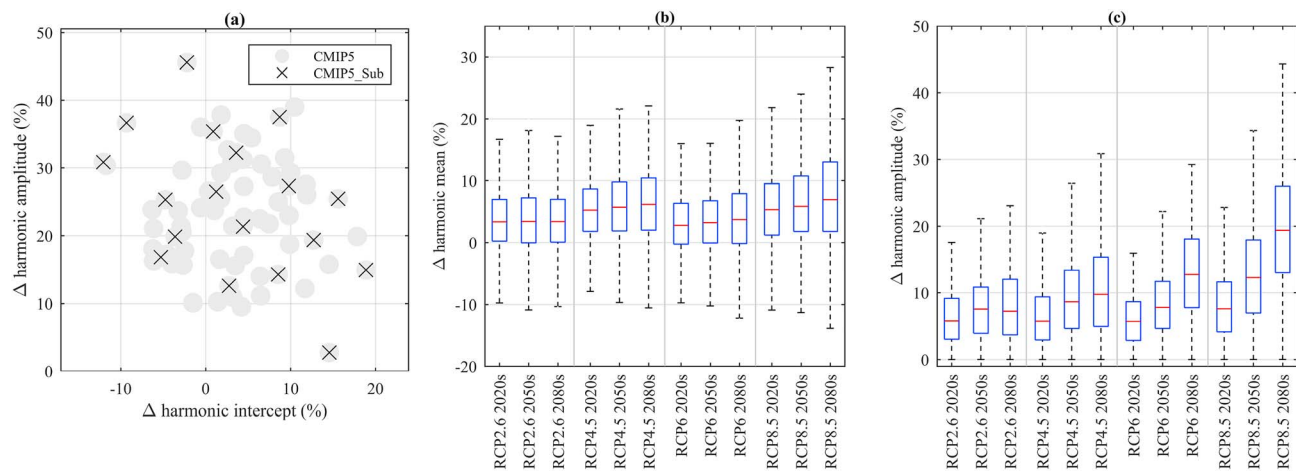 (a)
50
40
30
20
10
0
Δ harmonic amplitude (%)
-10
0
10
20
Δ harmonic intercept (%)
CMIP5
CMIP5_Sub
(b)
30
20
10
0
-10
-20
Δ harmonic mean (%)
RCP2.6 2020s
RCP2.6 2050s
RCP2.6 2080s
RCP4.5 2020s
RCP4.5 2050s
RCP4.5 2080s
RCP6 2020s
RCP6 2050s
RCP6 2080s
RCP8.5 2020s
RCP8.5 2050s
RCP8.5 2080s
(c)
50
40
30
20
10
0
Δ harmonic amplitude (%)
RCP2.6 2020s
RCP2.6 2050s
RCP2.6 2080s
RCP4.5 2020s
RCP4.5 2050s
RCP4.5 2080s
RCP6 2020s
RCP6 2050s
RCP6 2080s
RCP8.5 2020s
RCP8.5 2050s
RCP8.5 2080s